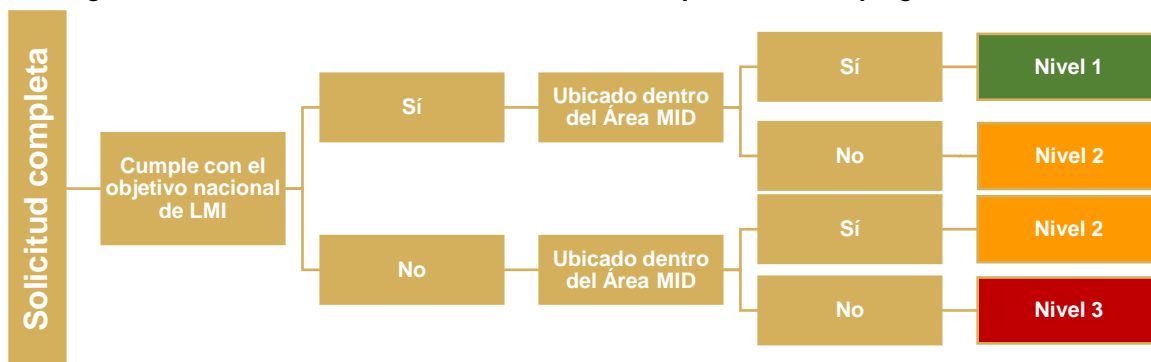 Solicitud completa
Cumple con el
objetivo nacional
de LMI
Sí
Ubicado dentro
del Área MID
Sí
Nivel 1
No
Nivel 2
No
Ubicado dentro
del Área MID
Sí
Nivel 2
No
Nivel 3